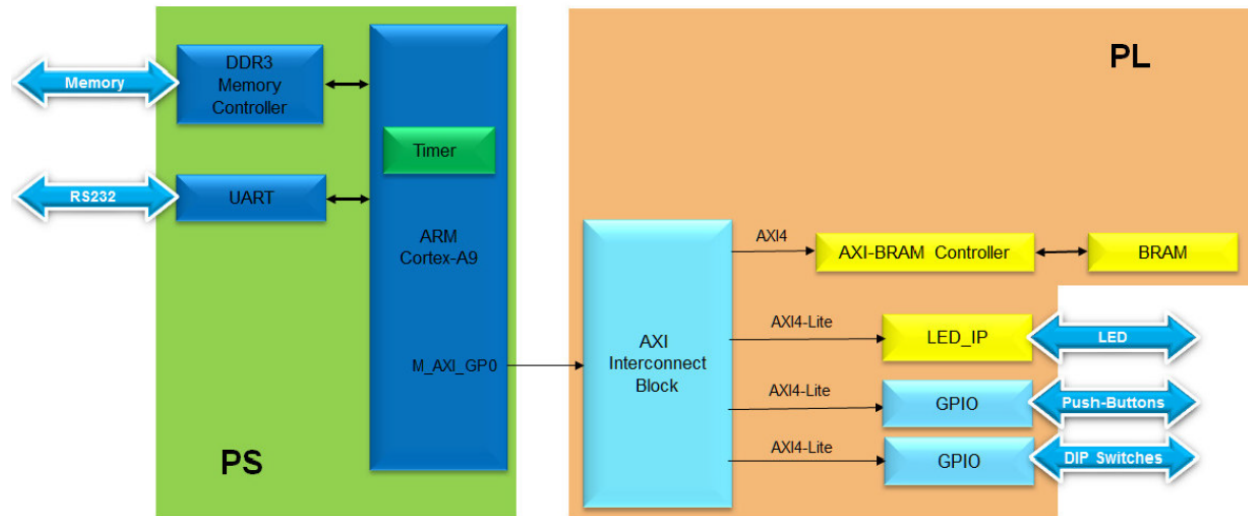 PL
DDR3
Memory
Controller
Memory
Timer
RS232
UART
ARM
Cortex-A9
M_AXI_GP0
PS
AXI
Interconnect
Block
AXI4
AXI-BRAM Controller
BRAM
AXI4-Lite
LED_IP
LED
AXI4-Lite
GPIO
Push-Buttons
AXI4-Lite
GPIO
DIP Switches